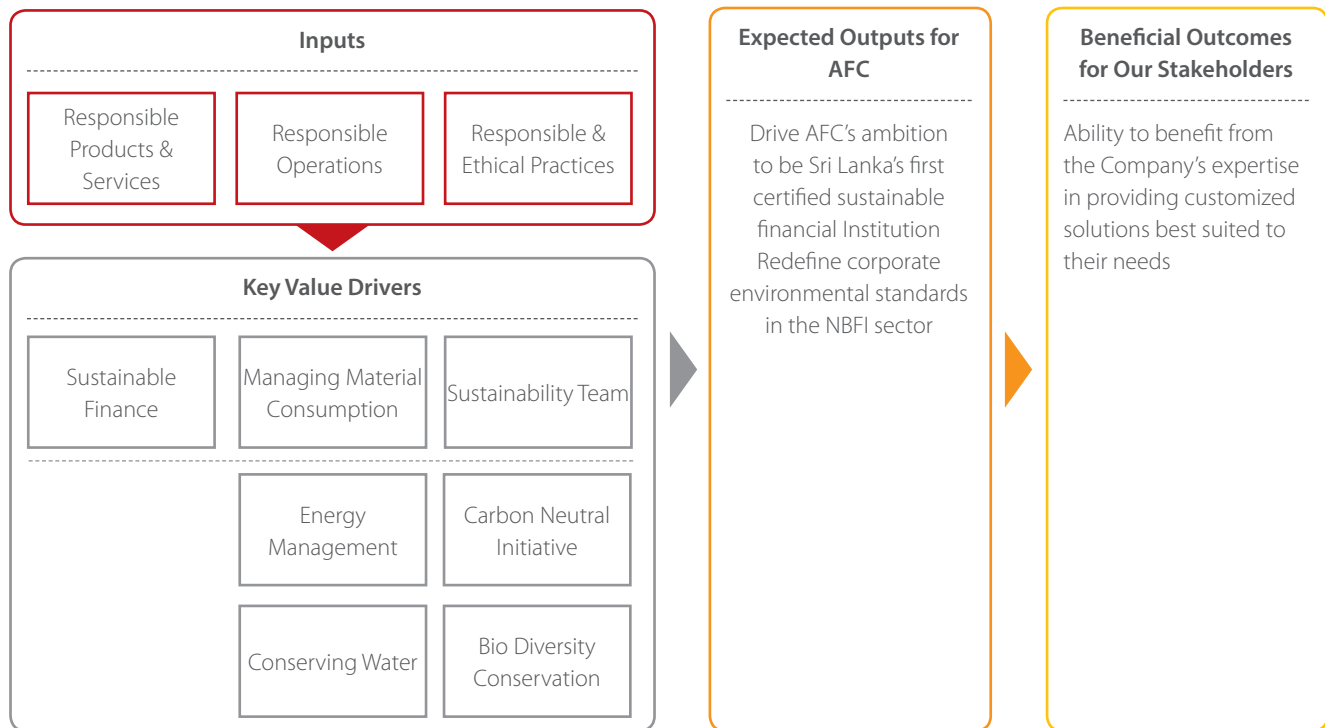 Inputs
Responsible
Products &
Services
Responsible
Operations
Responsible &
Ethical Practices
Key Value Drivers
Sustainable
Finance
Managing Material
Consumption
Sustainability Team
Energy
Management
Carbon Neutral
Initiative
Conserving Water
Bio Diversity
Conservation
Expected Outputs for
AFC
Drive AFC’s ambition
to be Sri Lanka’s first
certified sustainable
financial Institution
Redefine corporate
environmental standards
in the NBFI sector
Beneficial Outcomes
for Our Stakeholders
Ability to benefit from
the Company’s expertise
in providing customized
solutions best suited to
their needs